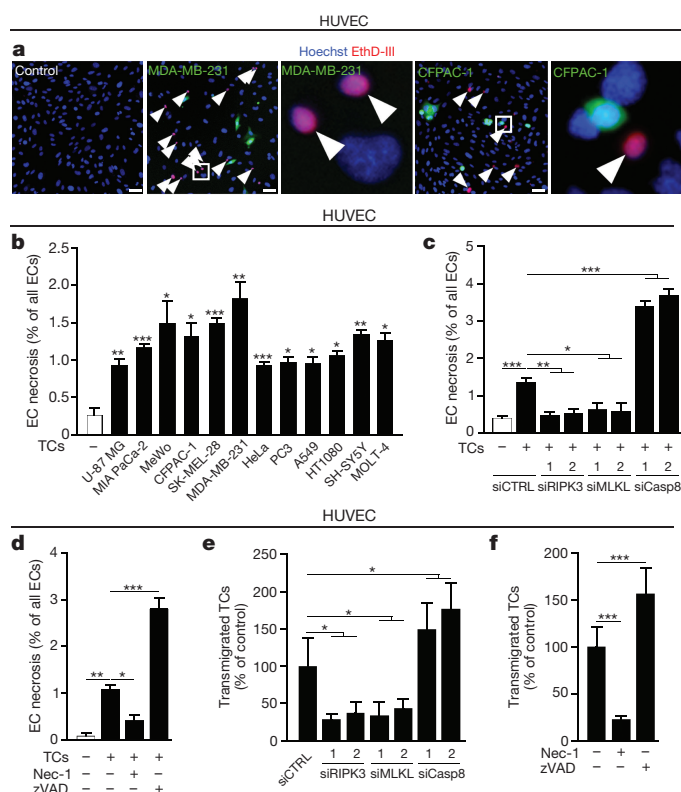 HUVEC
a
Hoechst EthD-III
Control
MDA-MB-231
MDA-MB-231
CFPAC-1
CFPAC-1
HUVEC
b
EC necrosis (% of all ECs)
2.5
2.0
1.5
1.0
0.5
0
** *** * * *** ** *** * * * ** *
TCs
–
U-87 MG
MIA PaCa-2
MeWo
CFPAC-1
SK-MEL-28
MDA-MB-231
HeLa
PC3
A549
HT1080
SH-SY5Y
MOLT-4
c
EC necrosis (% of all ECs)
5
4
3
2
1
0
***
*
*** **
TCs – + + + + + + +
1 2 1 2 1 2
siCTRL siRIPK3 siMLKL siCasp8
HUVEC
d
EC necrosis (% of all ECs)
4
3
2
1
0
***
** *
TCs – + + +
Nec-1 – – + –
zVAD – – – +
e
Transmigrated TCs
(% of control)
250
200
150
100
50
0
*
*
*
1 2 1 2 1 2
siCTRL siRIPK3 siMLKL siCasp8
f
Transmigrated TCs
(% of control)
200
150
100
50
0
***
***
Nec-1 – + –
zVAD – – +